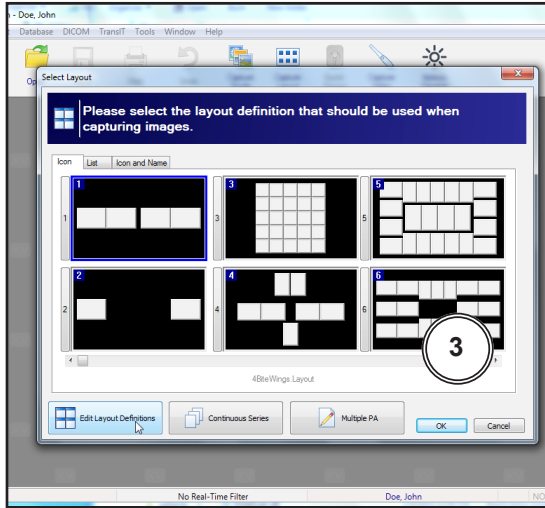 - Doe, John
Database DICOM TransIT Tools Window Help
Select Layout
Please select the layout definition that should be used when
capturing images.
Icon List Icon and Name
1 1 3 3 5 5
2 2 4 4 6 6
3
4BiteWings.Layout
Edit Layout Definitions Continuous Series Multiple PA OK Cancel
No Real-Time Filter Doe, John NO